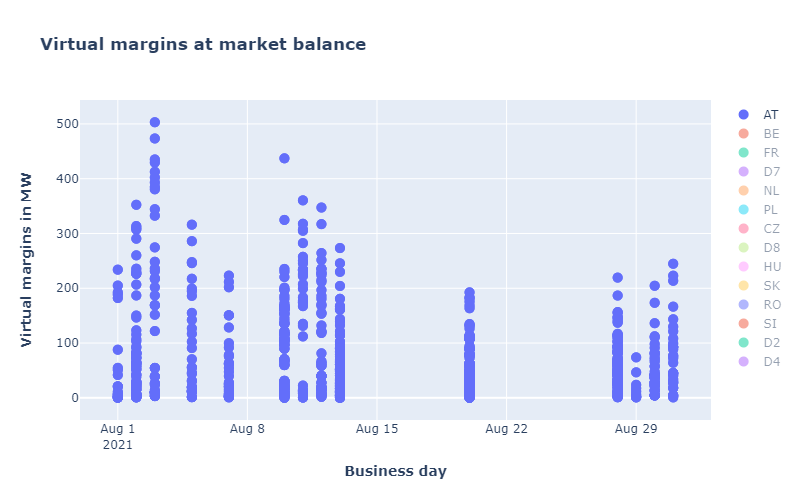 Virtual margins at market balance
Virtual margins in MW
500
400
300
200
100
0
Aug 1
2021
Aug 8
Aug 15
Aug 22
Aug 29
Business day
AT
BE
FR
D7
NL
PL
CZ
D8
HU
SK
RO
SI
D2
D4